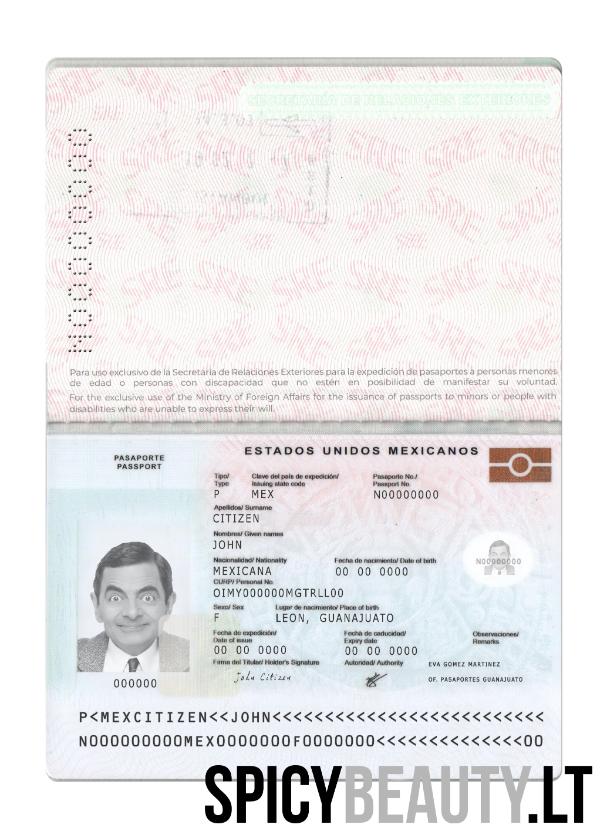 SECRETARÍA DE RELACIONES EXTERIORES
N00000000
Para uso exclusivo de la Secretaría de Relaciones Exteriores para la expedición de pasaportes a personas menores
de edad o personas con discapacidad que no estén en posibilidad de manifestar su voluntad.
For the exclusive use of the Ministry of Foreign Affairs for the issuance of passports to minors or people with
disabilities who are unable to express their will.
PASAPORTE
PASSPORT
ESTADOS UNIDOS MEXICANOS
Tipo/ Clave del país de expedición/ Pasaporte No./
Type Issuing state code Passport No.
P MEX N00000000
Apellidos/ Surname
CITIZEN
Nombres/ Given names
JOHN
Nacionalidad/ Nationality Fecha de nacimiento/ Date of birth
MEXICANA 00 00 0000
N00000000
CURP/ Personal No.
OIMY000000MGTRLL00
Sexo/ Sex Lugar de nacimiento/ Place of birth
F LEON, GUANAJUATO
Fecha de expedición/ Fecha de caducidad/ Observaciones/
Date of issue Expiry date Remarks
00 00 0000 00 00 0000
Firma del Titular/ Holder's Signature Autoridad/ Authority EVA GOMEZ MARTINEZ
John Citizen OF. PASAPORTES GUANAJUATO
000000
P<MEXCITIZEN<<JOHN<<<<<<<<<<<<<<<<<<<<<<<<<<
N000000000MEX0000000F0000000<<<<<<<<<<<<<<00
SPICYBEAUTY.LT